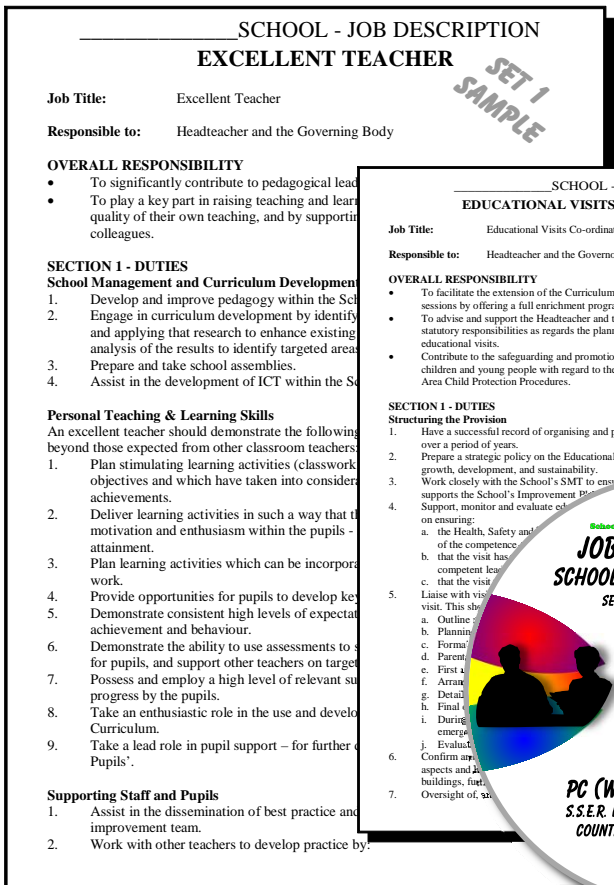 ______________SCHOOL - JOB DESCRIPTION
EXCELLENT TEACHER
SET 1
SAMPLE
Job Title: Excellent Teacher
Responsible to: Headteacher and the Governing Body
OVERALL RESPONSIBILITY
• To significantly contribute to pedagogical lead
• To play a key part in raising teaching and lear
quality of their own teaching, and by supportin
colleagues.
SECTION 1 - DUTIES
School Management and Curriculum Development
1. Develop and improve pedagogy within the Sch
2. Engage in curriculum development by identify
and applying that research to enhance existing
analysis of the results to identify targeted areas
3. Prepare and take school assemblies.
4. Assist in the development of ICT within the Sc
Personal Teaching & Learning Skills
An excellent teacher should demonstrate the following
beyond those expected from other classroom teachers:
1. Plan stimulating learning activities (classwork
objectives and which have taken into considera
achievements.
2. Deliver learning activities in such a way that th
motivation and enthusiasm within the pupils -
attainment.
3. Plan learning activities which can be incorpora
work.
4. Provide opportunities for pupils to develop key
5. Demonstrate consistent high levels of expectat
achievement and behaviour.
6. Demonstrate the ability to use assessments to s
for pupils, and support other teachers on target
7. Possess and employ a high level of relevant su
progress by the pupils.
8. Take an enthusiastic role in the use and develo
Curriculum.
9. Take a lead role in pupil support – for further d
Pupils’.
Supporting Staff and Pupils
1. Assist in the dissemination of best practice and
improvement team.
2. Work with other teachers to develop practice by:
______________SCHOOL -
EDUCATIONAL VISITS
Job Title: Educational Visits Co-ordinat
Responsible to: Headteacher and the Governo
OVERALL RESPONSIBILITY
• To facilitate the extension of the Curriculum
sessions by offering a full enrichment progra
• To advise and support the Headteacher and t
statutory responsibilities as regards the plann
educational visits.
• Contribute to the safeguarding and promotio
children and young people with regard to the
Area Child Protection Procedures.
SECTION 1 - DUTIES
Structuring the Provision
1. Have a successful record of organising and p
over a period of years.
2. Prepare a strategic policy on the Educational
growth, development, and sustainability.
3. Work closely with the School's SMT to ensu
supports the School's Improvement Pl
4. Support, monitor and evaluate ed
on ensuring:
a. the Health, Safety and
of the competence
b. that the visit has
competent lea
c. that the visit
5. Liaise with vis
visit. This sh
a. Outline
b. Planning
c. Forma
d. Parent
e. First
f. Arran
g. Detai
h. Final
i. During
emerg
j. Evalua
6. Confirm
aspects and
buildings, fu
7. Oversight of,
School
JOB
SCHOOL
SE
PC (W
S.S.E.R.
COUNT